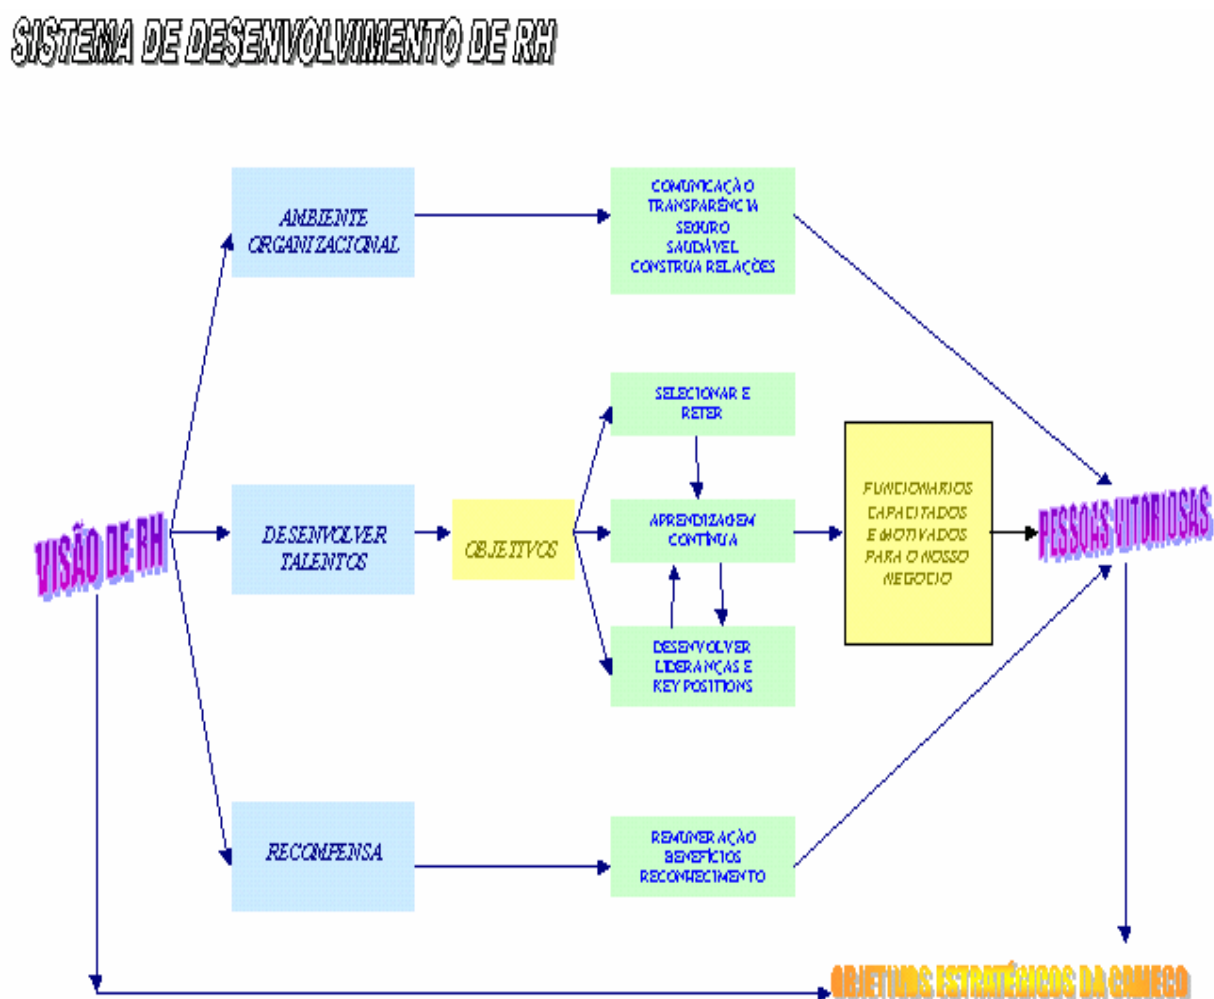 SISTEMA DE DESENVOLVIMENTO DE RH
AMBIENTE
ORGANIZACIONAL
COMUNICAÇÃO
TRANSPARÊNCIA
SEGURO
SAUDÁVEL
CONSTRUA RELAÇÕES
SELECIONAR E
RETER
VISÃO DE RH
DESENVOLVER
TALENTOS
OBJETIVOS
APRENDIZAGEM
CONTÍNUA
FUNCIONARIOS
CAPACITADOS
E MOTIVADOS
PARA O NOSSO
NEGOCIO
PESSOAS VITORIOSAS
DESENVOLVER
LIDERANÇAS E
KEY POSITIONS
RECOMPENSA
REMUNERAÇÃO
BENEFÍCIOS
RECONHECIMENTO
OBJETIVOS ESTRATÉGICOS DA